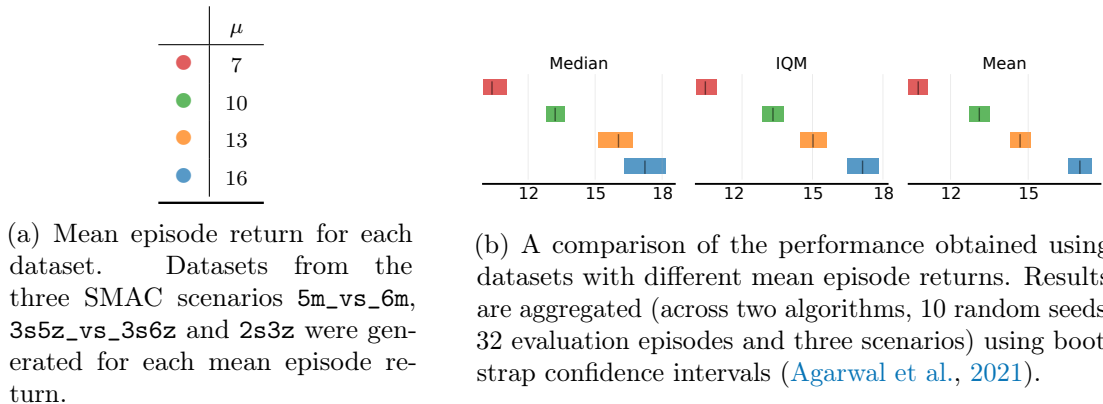 μ
7
10
13
16
(a) Mean episode return for each
dataset. Datasets from the
three SMAC scenarios 5m_vs_6m,
3s5z_vs_3s6z and 2s3z were gen-
erated for each mean episode re-
turn.
Median
IQM
Mean
12
15
18
12
15
18
12
15
(b) A comparison of the performance obtained using
datasets with different mean episode returns. Results
are aggregated (across two algorithms, 10 random seeds
32 evaluation episodes and three scenarios) using boot
strap confidence intervals (Agarwal et al., 2021).